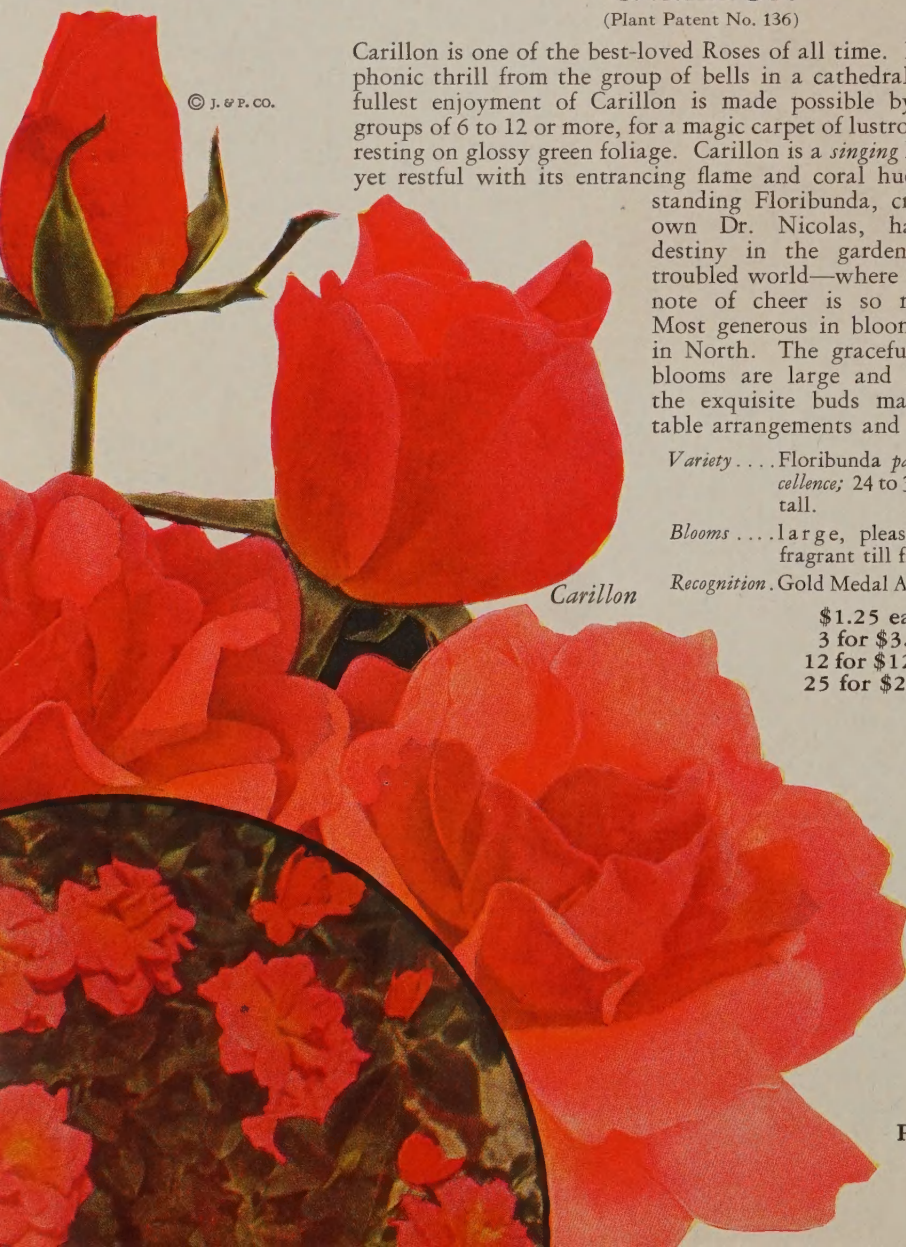 (Plant Patent No. 136)
Carillon is one of the best-loved Roses of all time.
phonic thrill from the group of bells in a cathedral
© J. & P. CO.
fullest enjoyment of Carillon is made possible by
groups of 6 to 12 or more, for a magic carpet of lustro
resting on glossy green foliage. Carillon is a singing
yet restful with its entrancing flame and coral hu
standing Floribunda, cr
own Dr. Nicolas, ha
destiny in the garden
troubled world—where
note of cheer is so
Most generous in bloom
in North. The gracefu
blooms are large and
the exquisite buds ma
table arrangements and
Variety .... Floribunda pa
cellence; 24 to
tall.
Blooms .... large, pleas
fragrant till f
Recognition . Gold Medal A
Carillon
$1.25 ea
3 for $3.
12 for $12
25 for $2